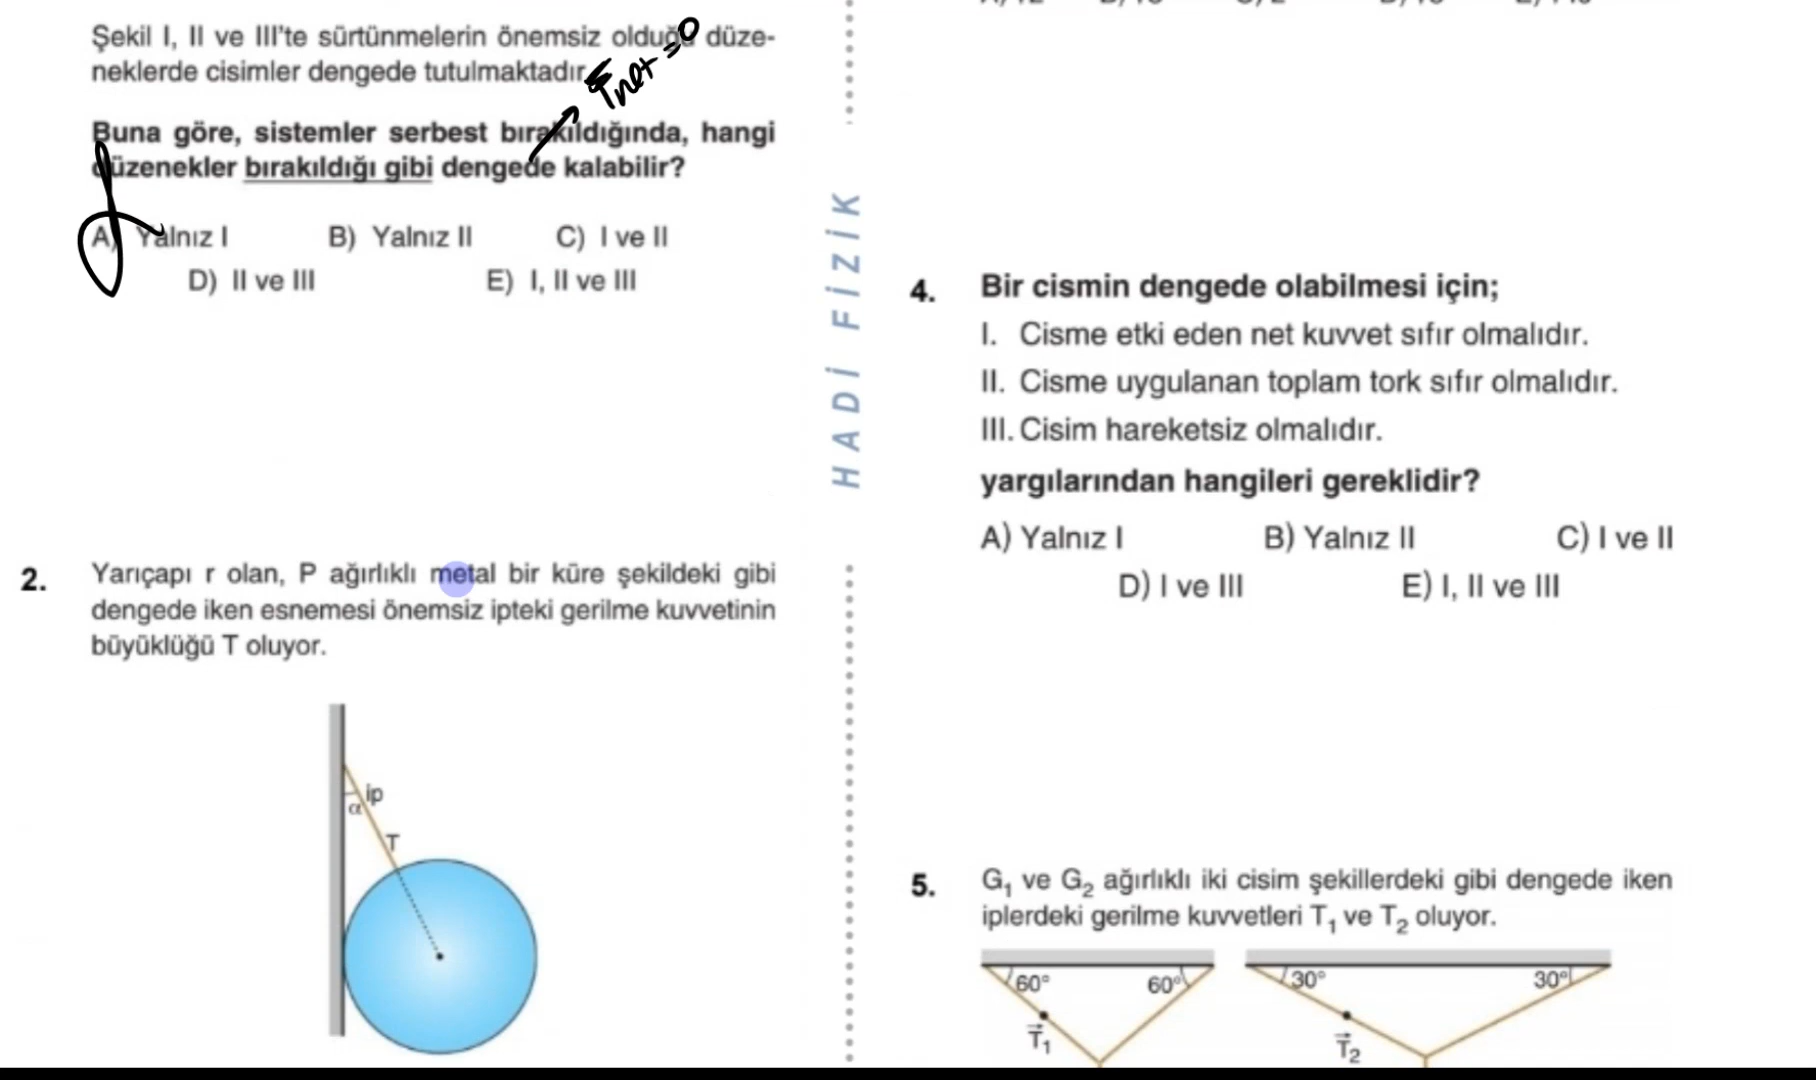 Şekil I, II ve III'te sürtünmelerin önemsiz olduğu düze-
neklerde cisimler dengede tutulmaktadır.
Fnet=0
Buna göre, sistemler serbest bırakıldığında, hangi
düzenekler bırakıldığı gibi dengede kalabilir?
A) Yalnız I B) Yalnız II C) I ve II
D) II ve III E) I, II ve III
2. Yarıçapı r olan, P ağırlıklı metal bir küre şekildeki gibi
dengede iken esnemesi önemsiz ipteki gerilme kuvvetinin
büyüklüğü T oluyor.
ip
α
T
HADİ FİZİK
4. Bir cismin dengede olabilmesi için;
I. Cisme etki eden net kuvvet sıfır olmalıdır.
II. Cisme uygulanan toplam tork sıfır olmalıdır.
III. Cisim hareketsiz olmalıdır.
yargılarından hangileri gereklidir?
A) Yalnız I B) Yalnız II C) I ve II
D) I ve III E) I, II ve III
5. G₁ ve G₂ ağırlıklı iki cisim şekillerdeki gibi dengede iken
iplerdeki gerilme kuvvetleri T₁ ve T₂ oluyor.
60° 60° 30° 30°
T⃗₁ T⃗₂